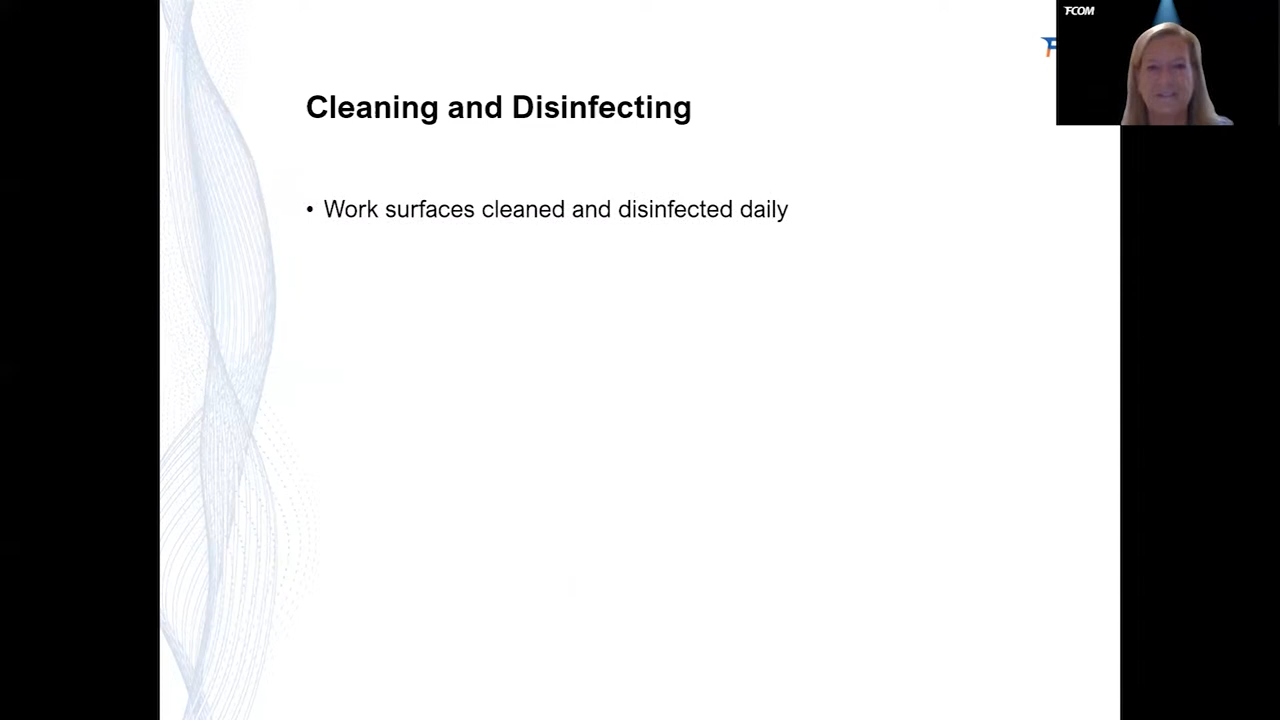 FCOM
Cleaning and Disinfecting
• Work surfaces cleaned and disinfected daily